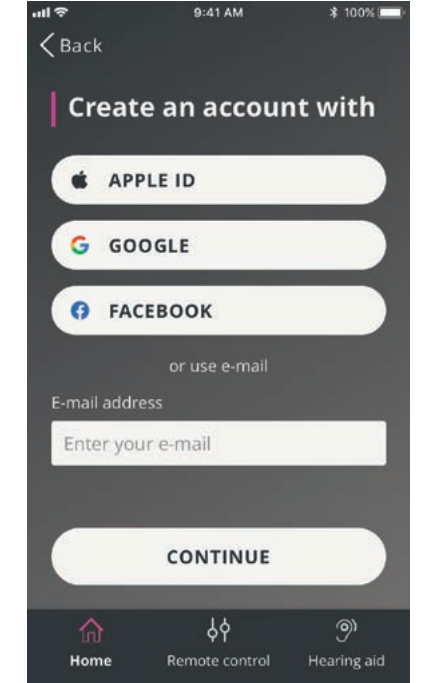 9:41 AM
100%
Back
Create an account with
APPLE ID
GOOGLE
FACEBOOK
or use e-mail
E-mail address
Enter your e-mail
CONTINUE
Home Remote control Hearing aid